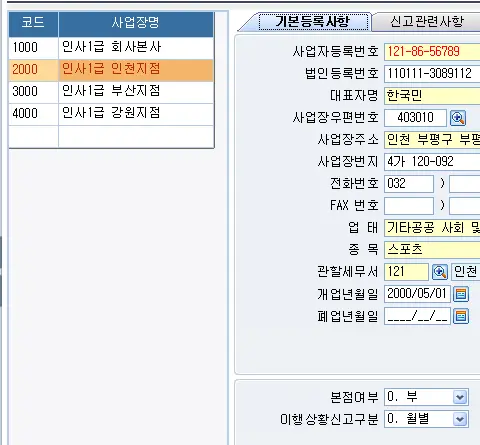 코드 사업장명
1000 인사1급 회사본사
2000 인사1급 인천지점
3000 인사1급 부산지점
4000 인사1급 강원지점
기본등록사항 신고관련사항
사업자등록번호 121-86-56789
법인등록번호 110111-3089112
대표자명 한국민
사업장우편번호 403010
사업장주소 인천 부평구 부평
사업장번지 4가 120-092
전화번호 032 )
FAX 번호 )
업 태 기타공공 사회 및
종 목 스포츠
관할세무서 121 인천
개업년월일 2000/05/01
폐업년월일 ____/__/__
본점여부 0. 부
이행상황신고구분 0. 월별